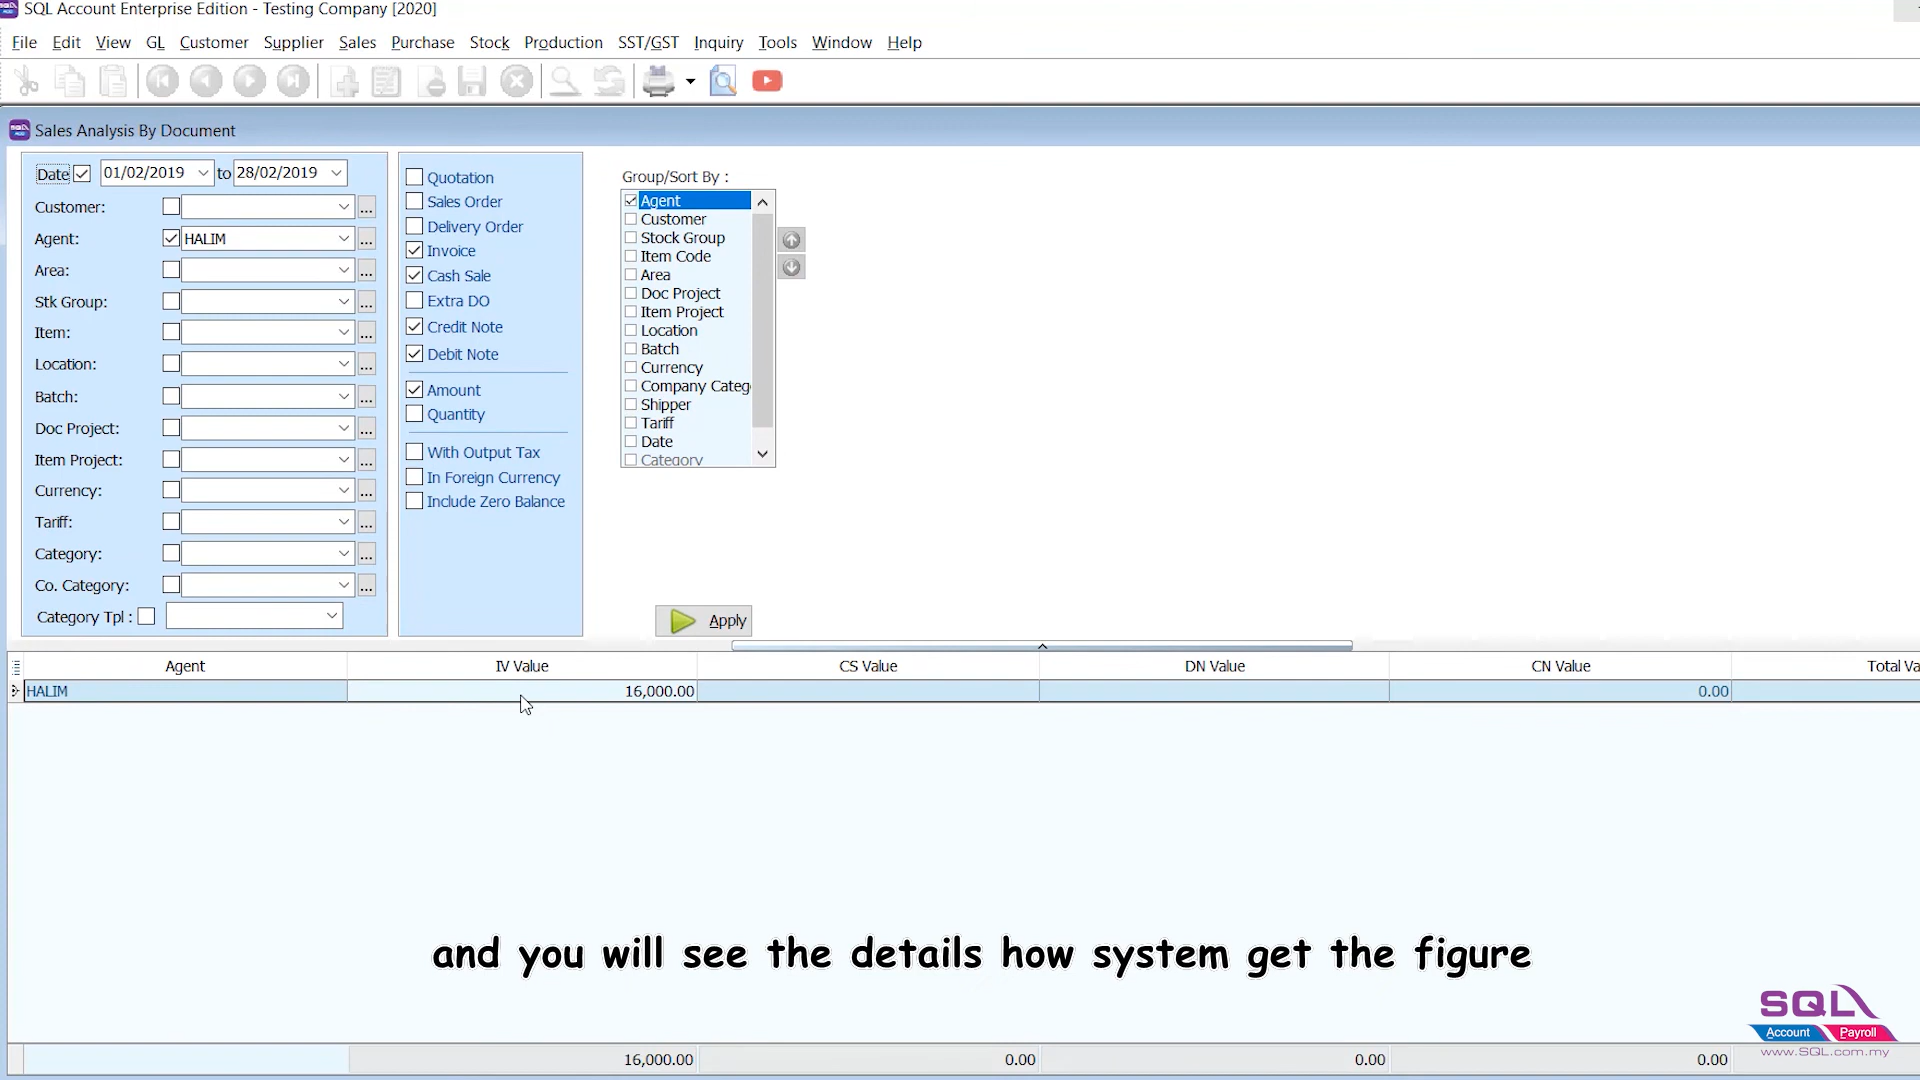 SQL Account Enterprise Edition - Testing Company [2020]
File Edit View GL Customer Supplier Sales Purchase Stock Production SST/GST Inquiry Tools Window Help
Sales Analysis By Document
Date 01/02/2019 to 28/02/2019
Customer:
Agent: HALIM
Area:
Stk Group:
Item:
Location:
Batch:
Doc Project:
Item Project:
Currency:
Tariff:
Category:
Co. Category:
Category Tpl :
Quotation
Sales Order
Delivery Order
Invoice
Cash Sale
Extra DO
Credit Note
Debit Note
Amount
Quantity
With Output Tax
In Foreign Currency
Include Zero Balance
Group/Sort By :
Agent
Customer
Stock Group
Item Code
Area
Doc Project
Item Project
Location
Batch
Currency
Company Categ
Shipper
Tariff
Date
Category
Apply
Agent IV Value CS Value DN Value CN Value Total Va
HALIM 16,000.00 0.00
and you will see the details how system get the figure
SQL
Account Payroll
www.SQL.com.my
16,000.00 0.00 0.00 0.00